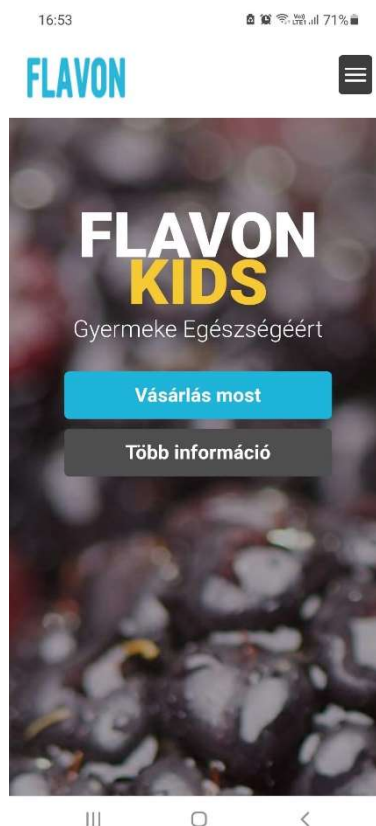 16:53
71%
FLAVON
FLAVON
KIDS
Gyermeke Egészségéért
Vásárlás most
Több információ